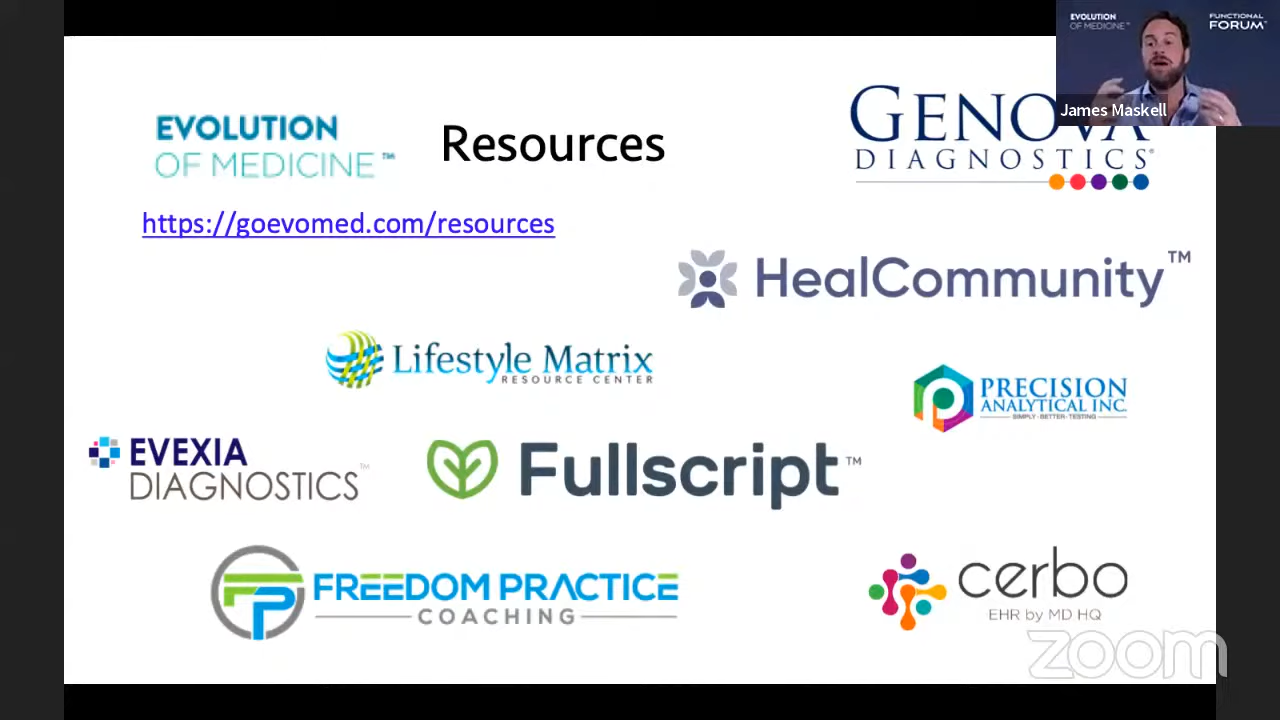 EVOLUTION
OF MEDICINE™
FUNCTIONAL
FORUM
James Maskell
EVOLUTION
OF MEDICINE™
Resources
GENOVA
DIAGNOSTICS®
https://goevomed.com/resources
HealCommunity™
Lifestyle Matrix
RESOURCE CENTER
PRECISION
ANALYTICAL INC.
SIMPLY · BETTER · TESTING
EVEXIA
DIAGNOSTICS™
Fullscript™
FP
FREEDOM PRACTICE
COACHING
cerbo
EHR by MD HQ
zoom